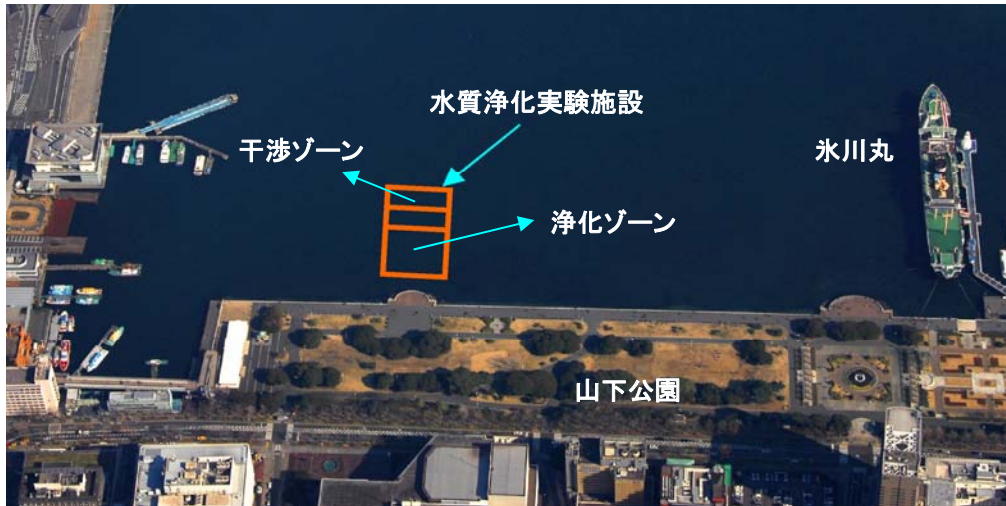 水質浄化実験施設
干渉ゾーン
氷川丸
浄化ゾーン
山下公園